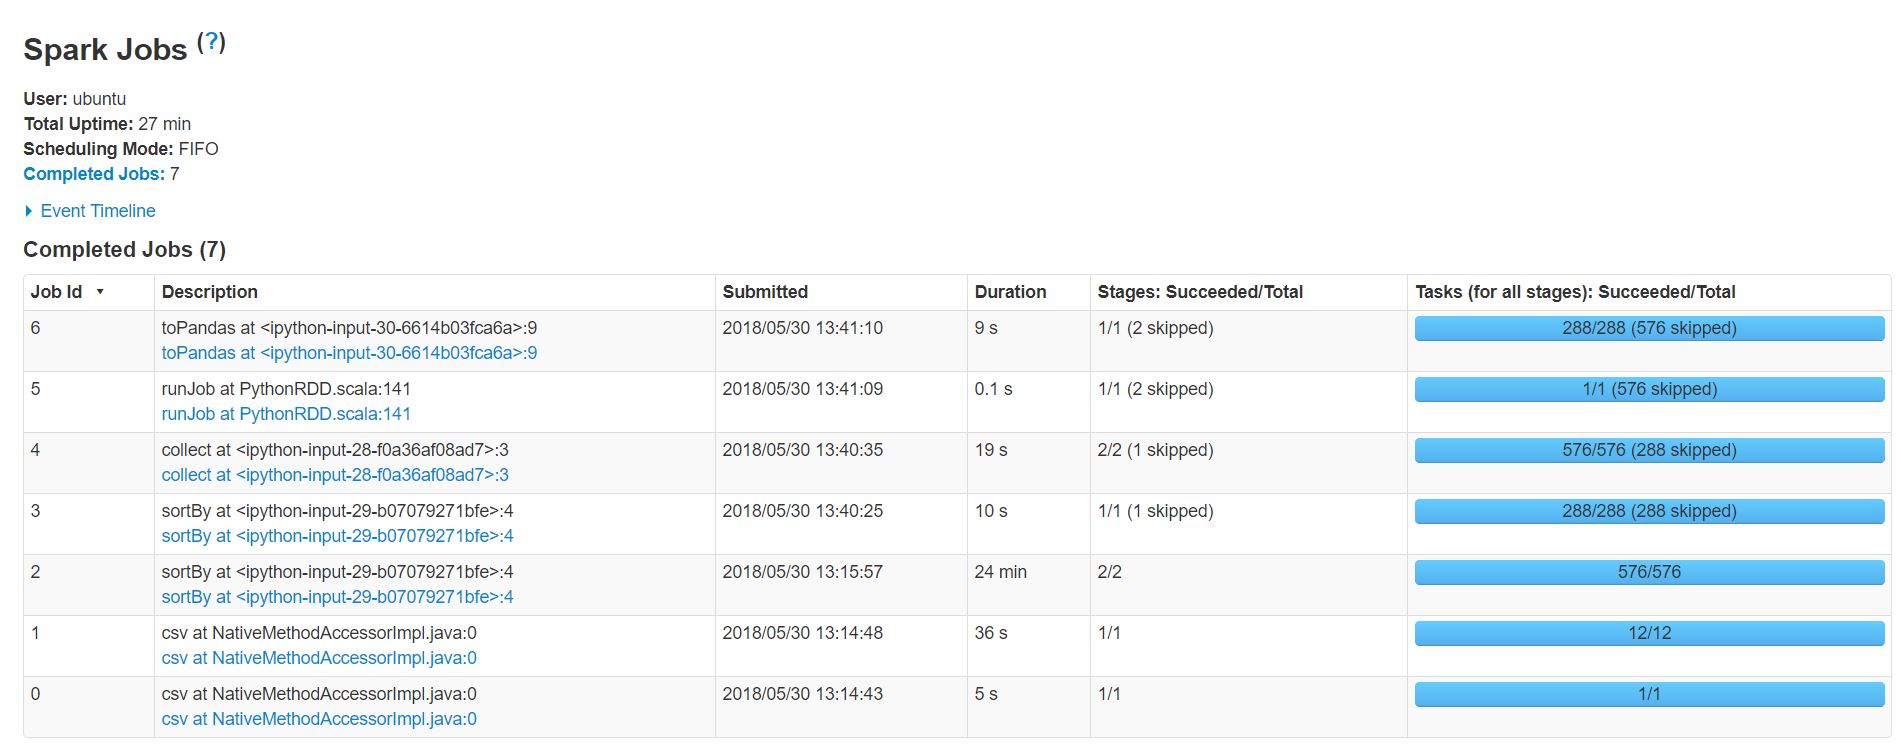 Spark Jobs (?)
User: ubuntu
Total Uptime: 27 min
Scheduling Mode: FIFO
Completed Jobs: 7
Event Timeline
Completed Jobs (7)
Job Id Description Submitted Duration Stages: Succeeded/Total Tasks (for all stages): Succeeded/Total
6 toPandas at <ipython-input-30-6614b03fca6a>:9 2018/05/30 13:41:10 9 s 1/1 (2 skipped) 288/288 (576 skipped)
toPandas at <ipython-input-30-6614b03fca6a>:9
5 runJob at PythonRDD.scala:141 2018/05/30 13:41:09 0.1 s 1/1 (2 skipped) 1/1 (576 skipped)
runJob at PythonRDD.scala:141
4 collect at <ipython-input-28-f0a36af08ad7>:3 2018/05/30 13:40:35 19 s 2/2 (1 skipped) 576/576 (288 skipped)
collect at <ipython-input-28-f0a36af08ad7>:3
3 sortBy at <ipython-input-29-b07079271bfe>:4 2018/05/30 13:40:25 10 s 1/1 (1 skipped) 288/288 (288 skipped)
sortBy at <ipython-input-29-b07079271bfe>:4
2 sortBy at <ipython-input-29-b07079271bfe>:4 2018/05/30 13:15:57 24 min 2/2 576/576
sortBy at <ipython-input-29-b07079271bfe>:4
1 csv at NativeMethodAccessorImpl.java:0 2018/05/30 13:14:48 36 s 1/1 12/12
csv at NativeMethodAccessorImpl.java:0
0 csv at NativeMethodAccessorImpl.java:0 2018/05/30 13:14:43 5 s 1/1 1/1
csv at NativeMethodAccessorImpl.java:0